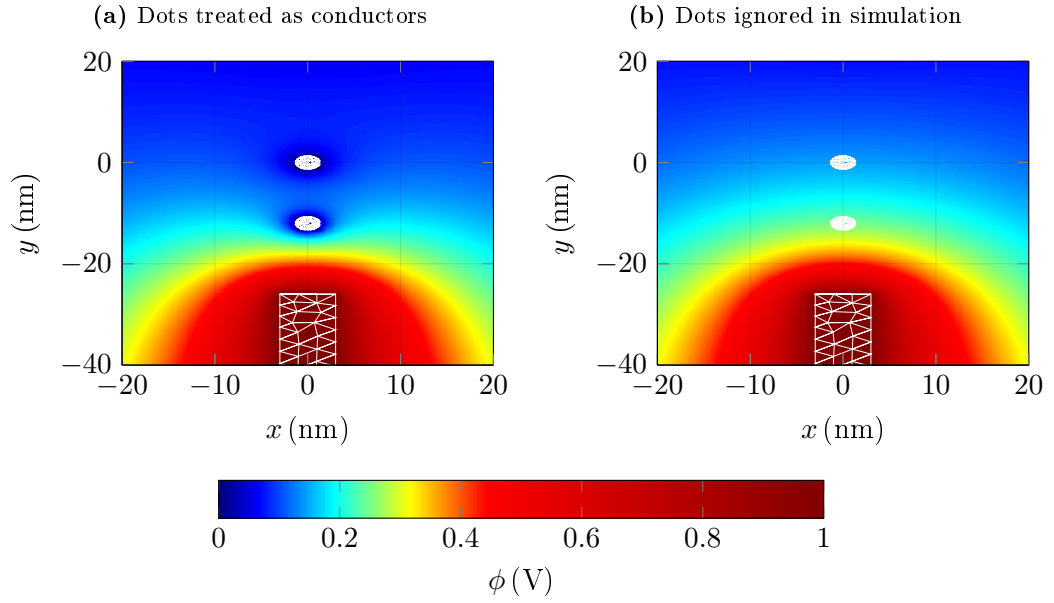 (a) Dots treated as conductors
(b) Dots ignored in simulation
20
0
−20
−40
y (nm)
−20 −10 0 10 20
x (nm)
20
0
−20
−40
y (nm)
−20 −10 0 10 20
x (nm)
0 0.2 0.4 0.6 0.8 1
ϕ (V)